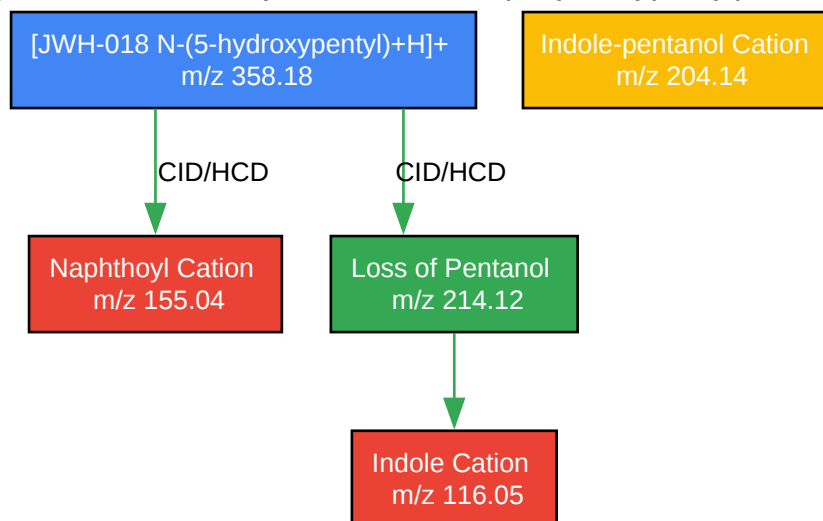 [JWH-018 N-(5-hydroxypentyl)+H]+
m/z 358.18
Indole-pentanol Cation
m/z 204.14
CID/HCD
CID/HCD
Naphthoyl Cation
m/z 155.04
Loss of Pentanol
m/z 214.12
Indole Cation
m/z 116.05